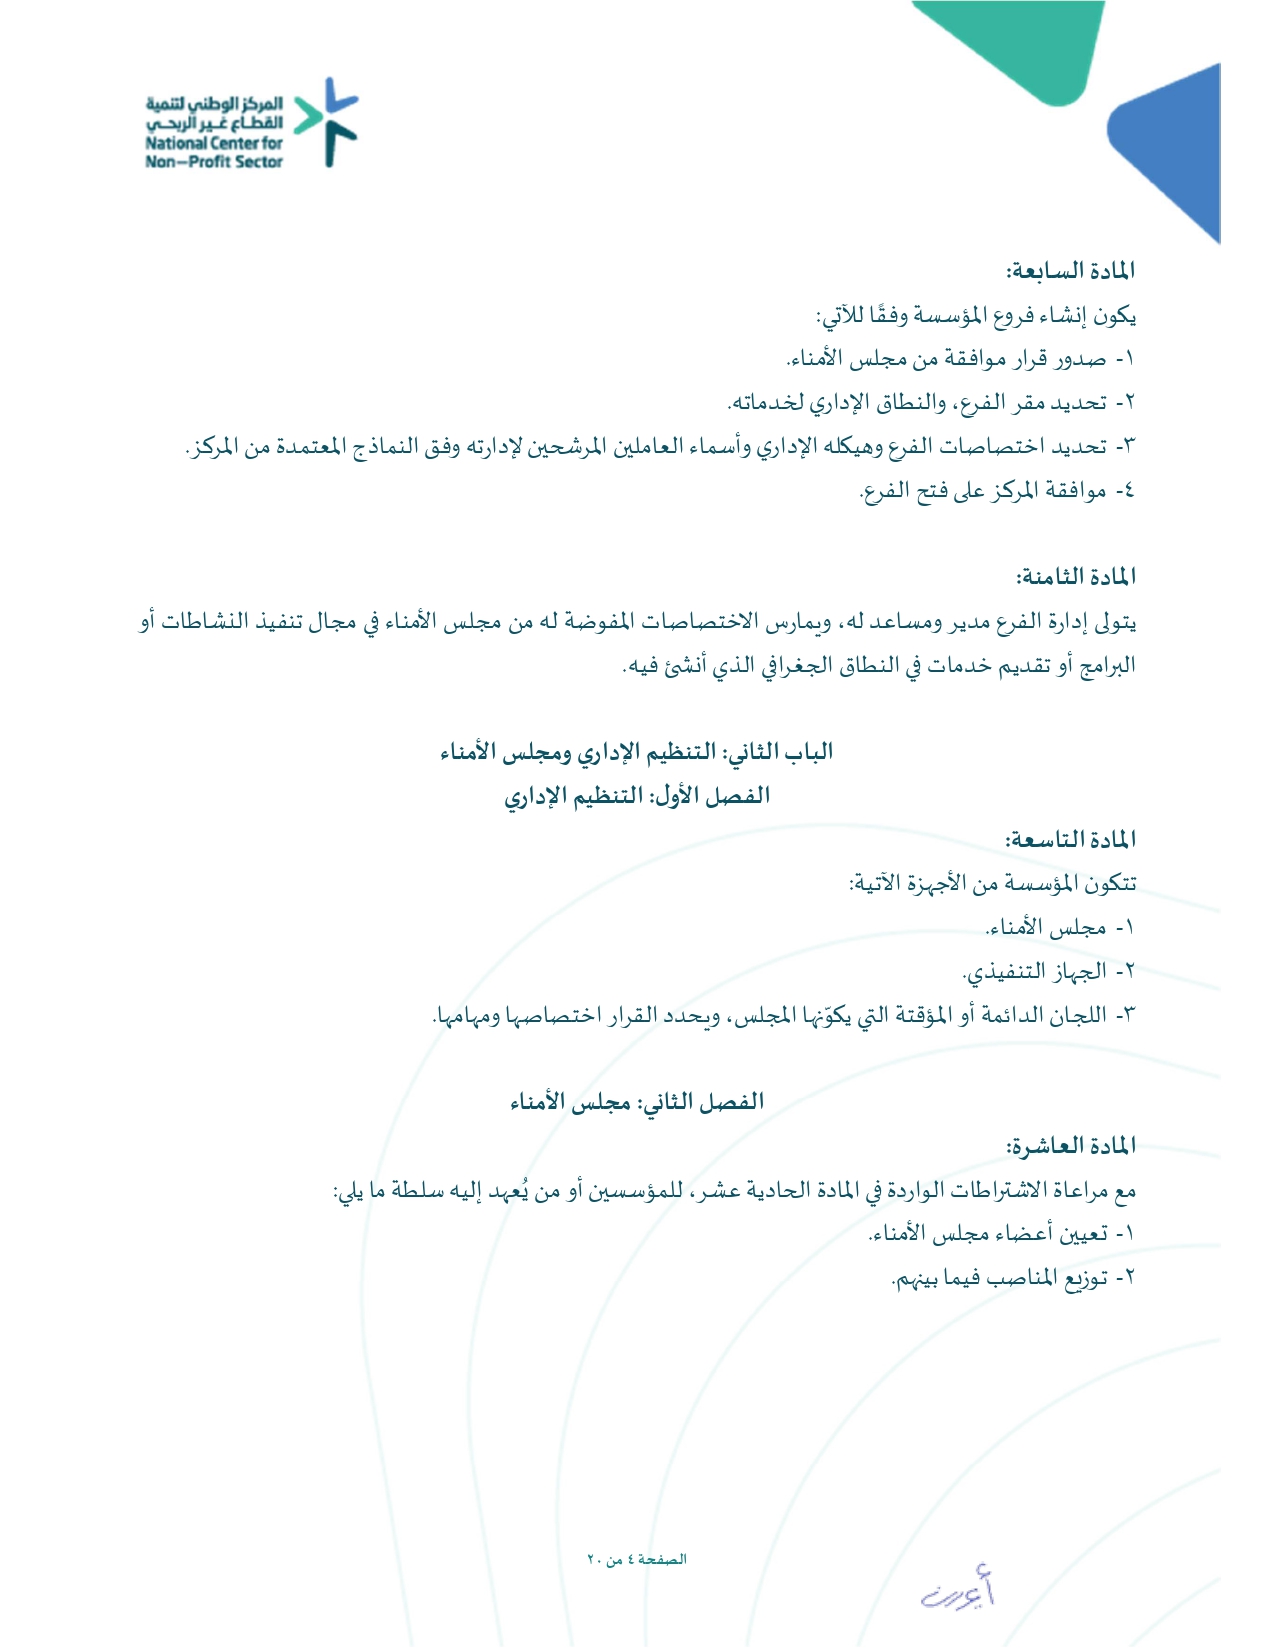 المركز الوطني لتنمية
القطاع غير الربحي
National Center for
Non-Profit Sector
المادة السابعة:
يكون إنشاء فروع المؤسسة وفقًا للآتي:
١- صدور قرار موافقة من مجلس الأمناء.
٢- تحديد مقر الفرع، والنطاق الإداري لخدماته.
٣- تحديد اختصاصات الفرع وهيكله الإداري وأسماء العاملين المرشحين لإدارته وفق النماذج المعتمدة من المركز.
٤- موافقة المركز على فتح الفرع.
المادة الثامنة:
يتولى إدارة الفرع مدير ومساعد له، ويمارس الاختصاصات المفوضة له من مجلس الأمناء في مجال تنفيذ النشاطات أو
البرامج أو تقديم خدمات في النطاق الجغرافي الذي أنشئ فيه.
الباب الثاني: التنظيم الإداري ومجلس الأمناء
الفصل الأول: التنظيم الإداري
المادة التاسعة:
تتكون المؤسسة من الأجهزة الآتية:
١- مجلس الأمناء.
٢- الجهاز التنفيذي.
٣- اللجان الدائمة أو المؤقتة التي يكوّنها المجلس، ويحدد القرار اختصاصها ومهامها.
الفصل الثاني: مجلس الأمناء
المادة العاشرة:
مع مراعاة الاشتراطات الواردة في المادة الحادية عشر، للمؤسسين أو من يُعهد إليه سلطة ما يلي:
١- تعيين أعضاء مجلس الأمناء.
٢- توزيع المناصب فيما بينهم.
الصفحة ٤ من ٢٠